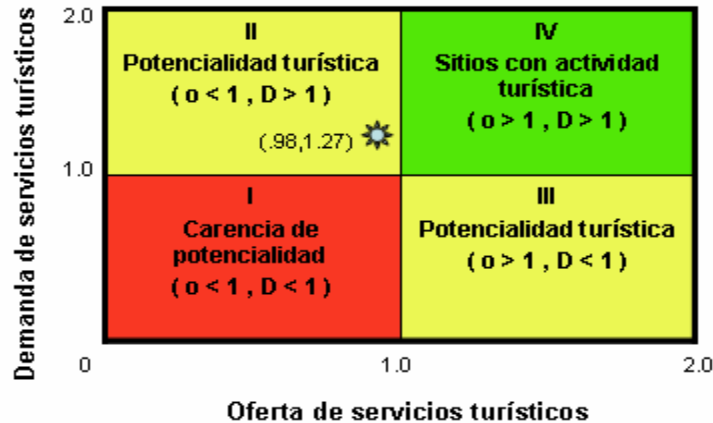 Demanda de servicios turísticos
2.0
1.0
0
II
Potencialidad turística
( o < 1 , D > 1 )
(.98,1.27)
IV
Sitios con actividad
turística
( o > 1 , D > 1 )
I
Carencia de
potencialidad
( o < 1 , D < 1 )
III
Potencialidad turística
( o > 1 , D < 1 )
1.0
2.0
Oferta de servicios turísticos